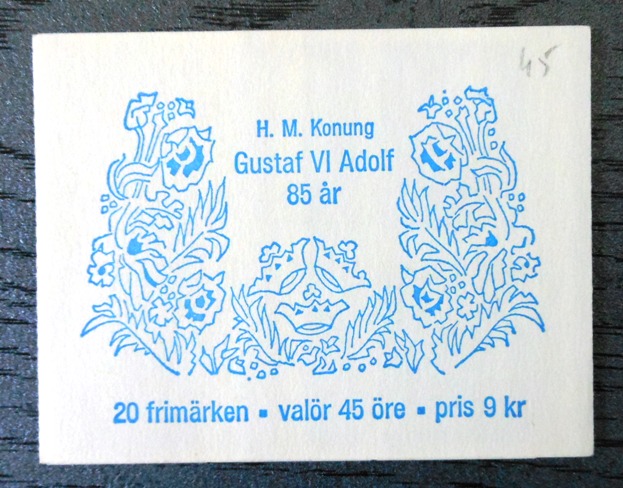 45
H. M. Konung
Gustaf VI Adolf
85 år
20 frimärken ▪ valör 45 öre ▪ pris 9 kr